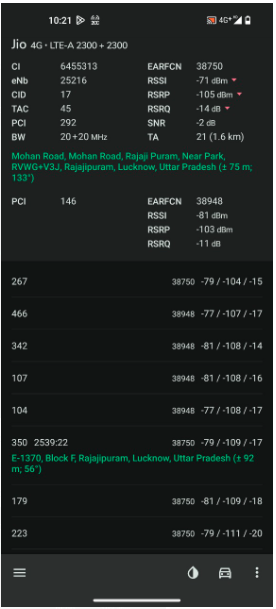 10:21
4G+
Jio 4G · LTE-A 2300 + 2300
CI 6455313 EARFCN 38750
eNb 25216 RSSI -71 dBm
CID 17 RSRP -105 dBm
TAC 45 RSRQ -14 dB
PCI 292 SNR -2 dB
BW 20+20 MHz TA 21 (1.6 km)
Mohan Road, Mohan Road, Rajaji Puram, Near Park,
RVWG+V3J, Rajajipuram, Lucknow, Uttar Pradesh (± 75 m;
133°)
PCI 146 EARFCN 38948
RSSI -81 dBm
RSRP -103 dBm
RSRQ -11 dB
267 38750 -79 / -104 / -15
466 38948 -77 / -107 / -17
342 38948 -81 / -108 / -14
107 38948 -81 / -108 / -16
104 38948 -77 / -108 / -17
350 2539:22 38750 -79 / -109 / -17
E-1370, Block F, Rajajipuram, Lucknow, Uttar Pradesh (± 92
m; 56°)
179 38750 -81 / -109 / -18
223 38750 -79 / -111 / -20